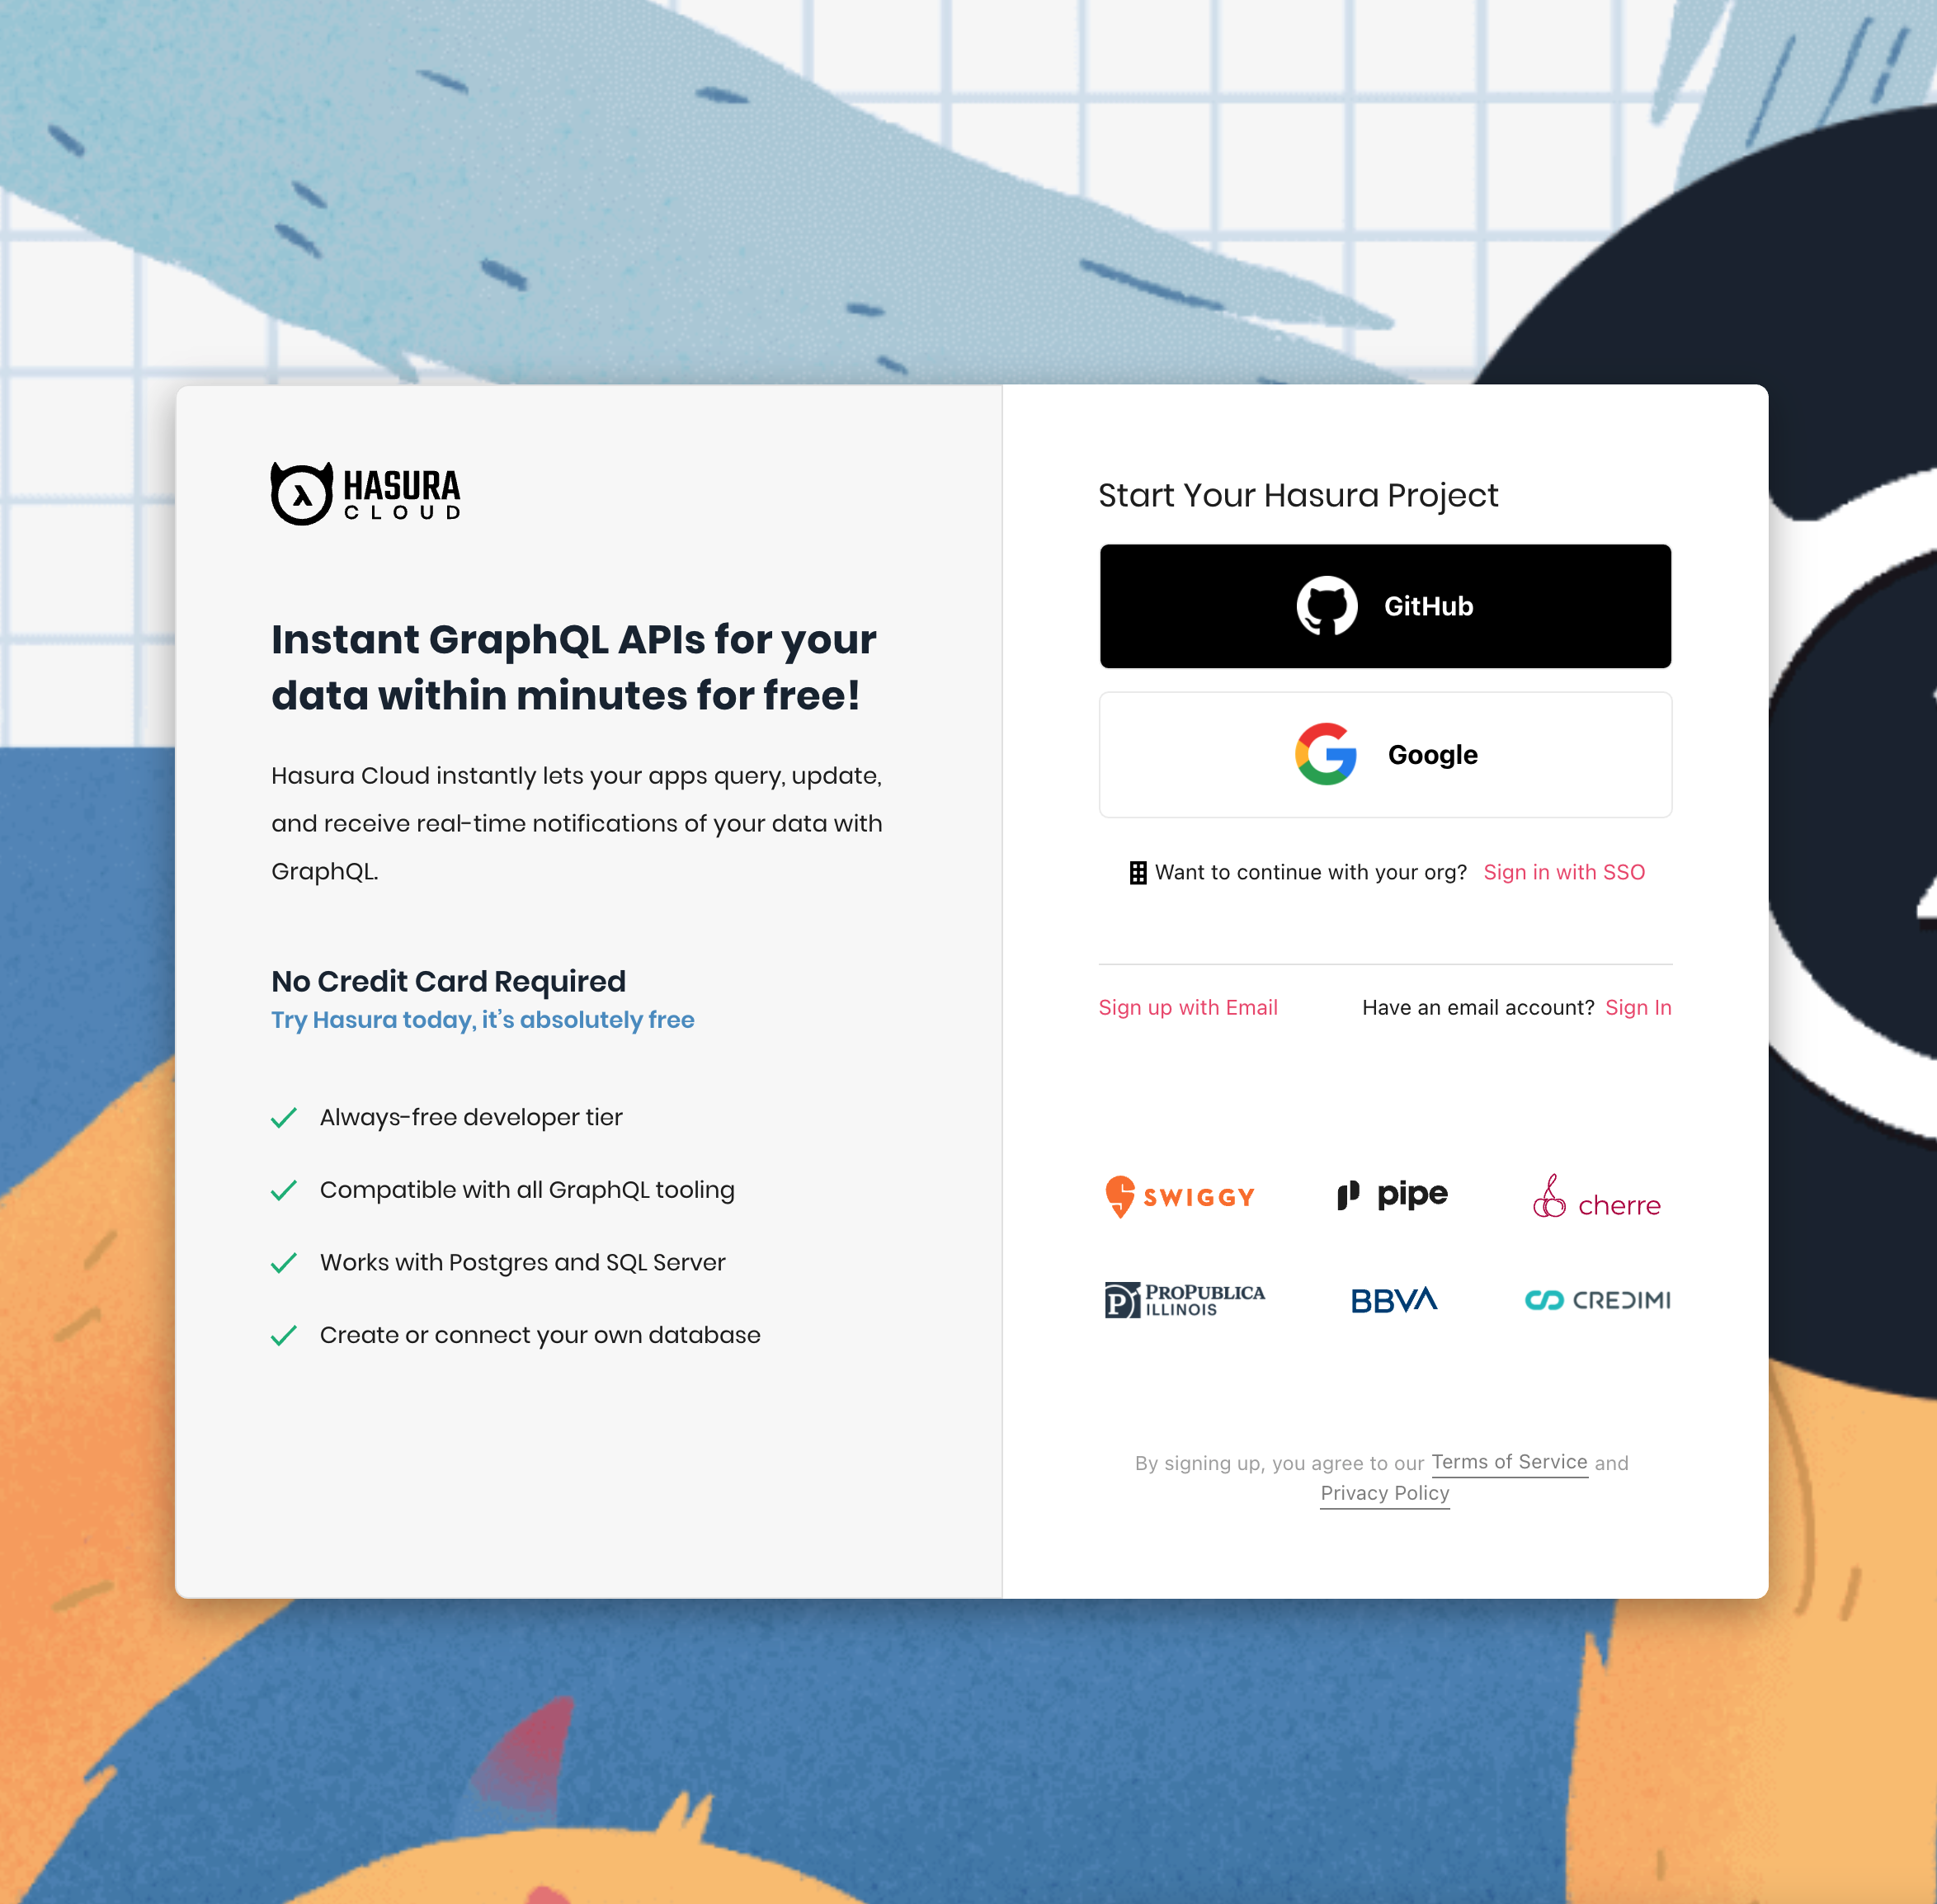 HASURA
CLOUD
Instant GraphQL APIs for your
data within minutes for free!
Hasura Cloud instantly lets your apps query, update,
and receive real-time notifications of your data with
GraphQL.
No Credit Card Required
Try Hasura today, it's absolutely free
Always-free developer tier
Compatible with all GraphQL tooling
Works with Postgres and SQL Server
Create or connect your own database
Start Your Hasura Project
GitHub
Google
Want to continue with your org? Sign in with SSO
Sign up with Email
Have an email account? Sign In
SWIGGY
pipe
cherre
PROPUBLICA
ILLINOIS
BBVA
CREDIMI
By signing up, you agree to our Terms of Service and
Privacy Policy